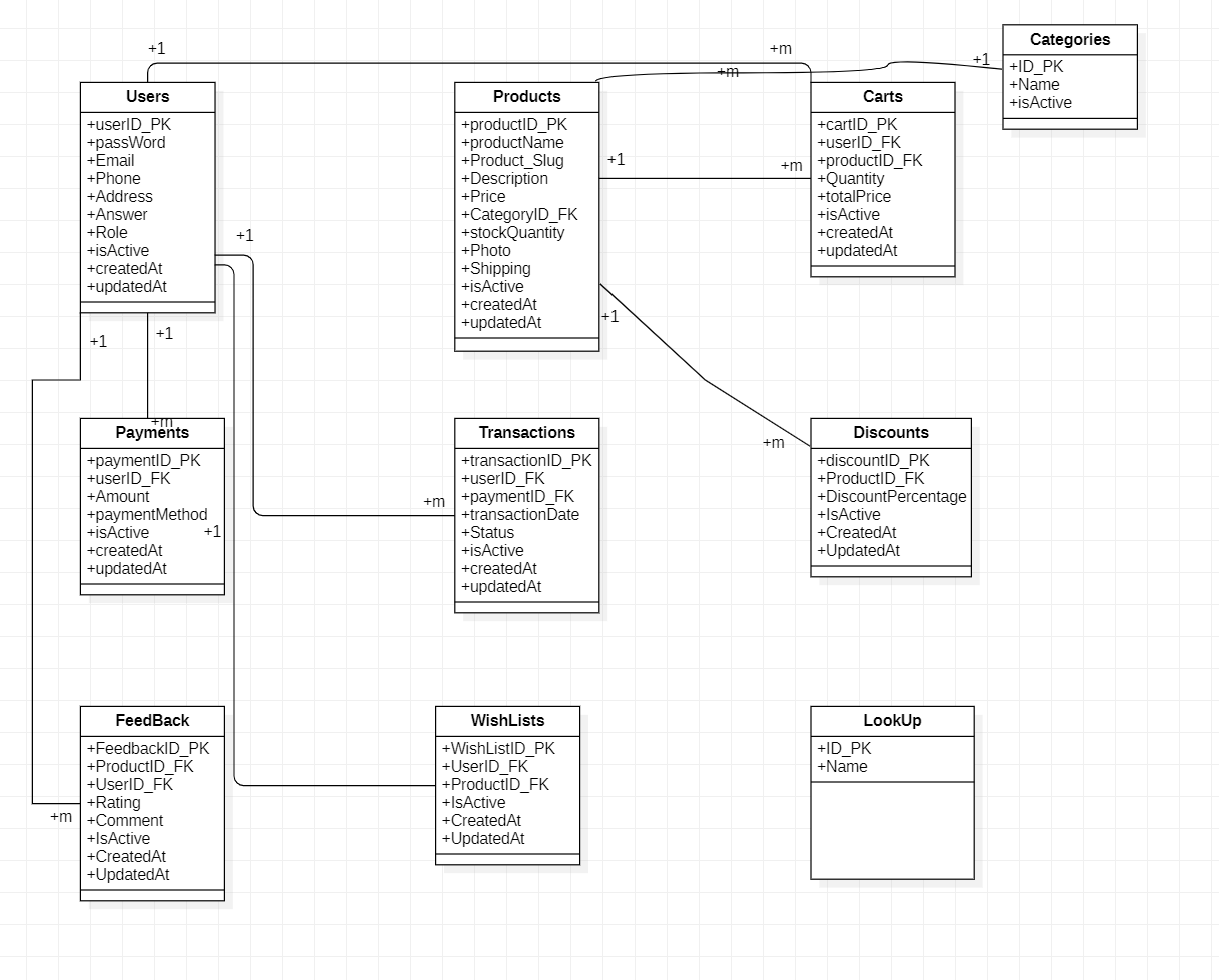 Categories
+ID_PK
+Name
+isActive
+1
+m
+m
+1
Users
+userID_PK
+passWord
+Email
+Phone
+Address
+Answer
+Role
+isActive
+createdAt
+updatedAt
Products
+productID_PK
+productName
+Product_Slug
+Description
+Price
+CategoryID_FK
+stockQuantity
+Photo
+Shipping
+isActive
+createdAt
+updatedAt
Carts
+cartID_PK
+userID_FK
+productID_FK
+Quantity
+totalPrice
+isActive
+createdAt
+updatedAt
+1
+m
+1
+1
+1
+1
+m
+m
Payments
+paymentID_PK
+userID_FK
+Amount
+paymentMethod
+isActive
+createdAt
+updatedAt
+1
+m
Transactions
+transactionID_PK
+userID_FK
+paymentID_FK
+transactionDate
+Status
+isActive
+createdAt
+updatedAt
Discounts
+discountID_PK
+ProductID_FK
+DiscountPercentage
+IsActive
+CreatedAt
+UpdatedAt
FeedBack
+FeedbackID_PK
+ProductID_FK
+UserID_FK
+Rating
+Comment
+IsActive
+CreatedAt
+UpdatedAt
+m
WishLists
+WishListID_PK
+UserID_FK
+ProductID_FK
+IsActive
+CreatedAt
+UpdatedAt
LookUp
+ID_PK
+Name